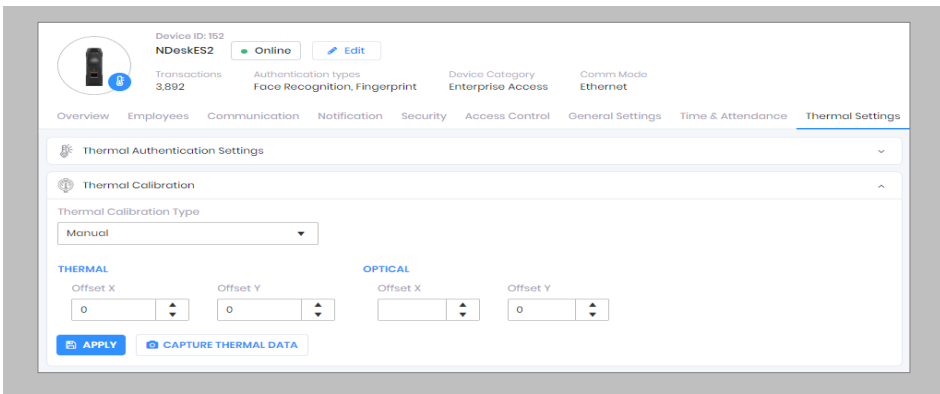 Device ID: 152
NDeskES2 Online Edit
Transactions Authentication types Device Category Comm Mode
3,892 Face Recognition, Fingerprint Enterprise Access Ethernet
Overview Employees Communication Notification Security Access Control General Settings Time & Attendance Thermal Settings
Thermal Authentication Settings
Thermal Calibration
Thermal Calibration Type
Manual
THERMAL OPTICAL
Offset X Offset Y Offset X Offset Y
0 0 0
APPLY CAPTURE THERMAL DATA